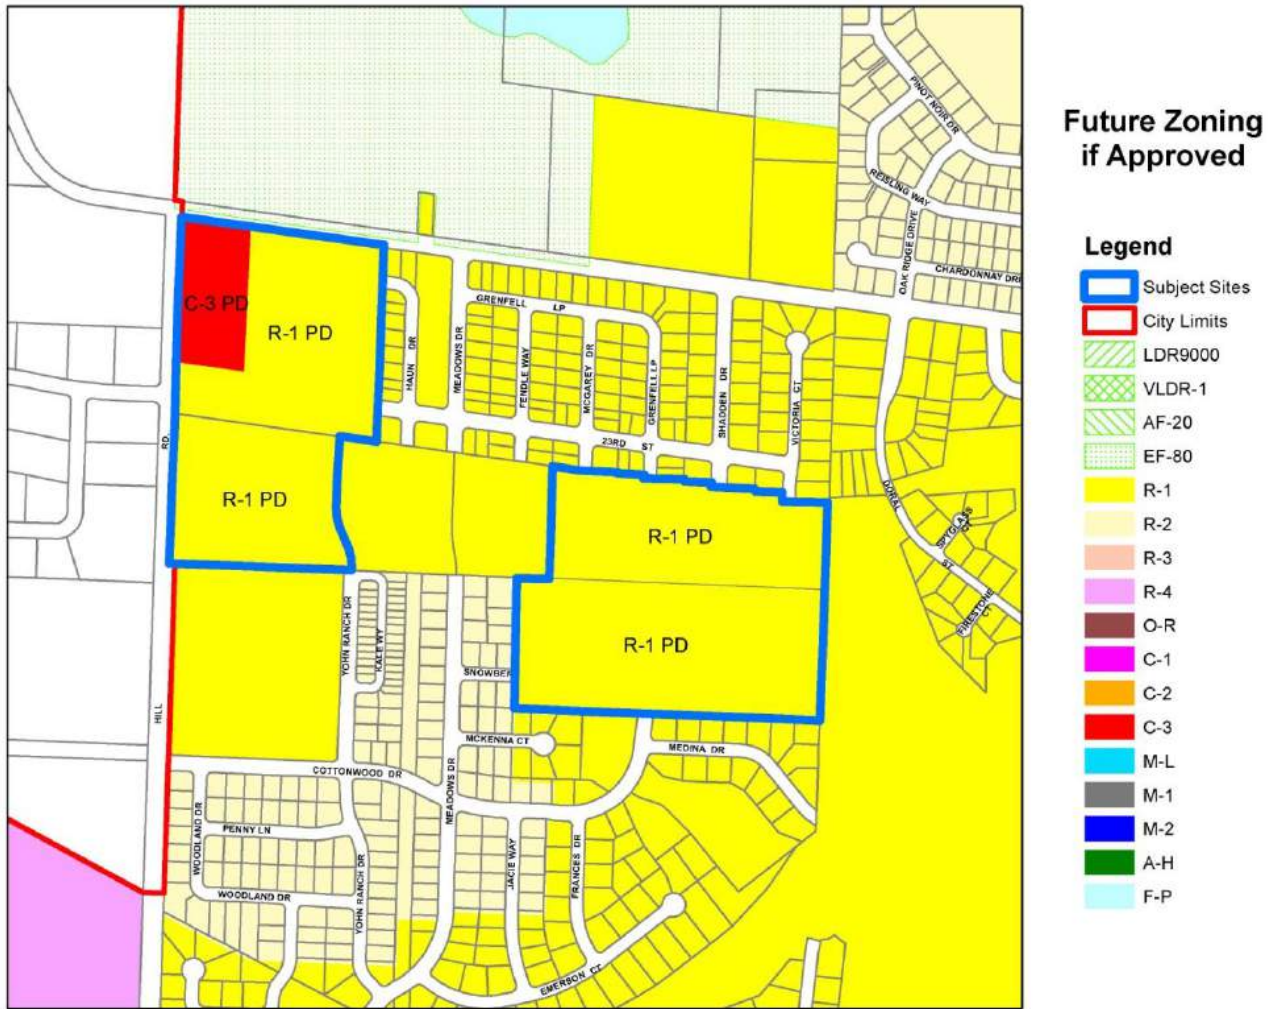 Future Zoning
if Approved
Legend
Subject Sites
City Limits
LDR9000
VLDR-1
AF-20
EF-80
R-1
R-2
R-3
R-4
O-R
C-1
C-2
C-3
M-L
M-1
M-2
A-H
F-P
PINOT NOIR DR
REISLING WAY
OAK RIDGE DRIVE
CHARDONNAY DRI
C-3 PD
R-1 PD
HAUN DR
MEADOWS DR
GRENFELL LP
FENDLE WAY
MCGAREY DR
GRENFELL LP
SHADDEN DR
VICTORIA CT
23RD ST
RD
HILL
R-1 PD
R-1 PD
R-1 PD
DORAL ST
SPYGLASS CT
FIRESTONE CT
YOHN RANCH DR
KALE WY
SNOWBER
MCKENNA CT
MEDINA DR
COTTONWOOD DR
MEADOWS DR
WOODLAND DR
PENNY LN
WOODLAND DR
YOHN RANCH DR
JACIE WAY
FRANCES DR
EMERSON CT